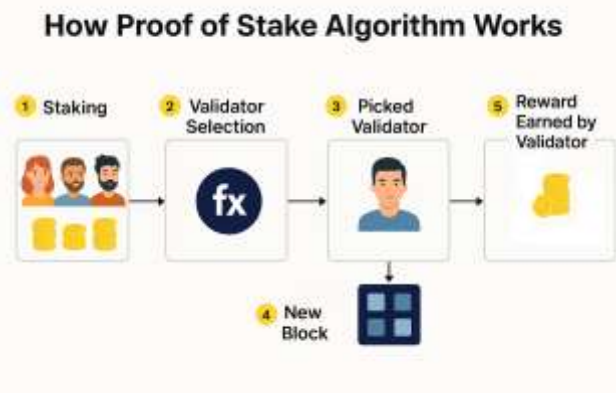 How Proof of Stake Algorithm Works
1 Staking
2 Validator
Selection
fx
3 Picked
Validator
4 New
Block
5 Reward
Earned by
Validator